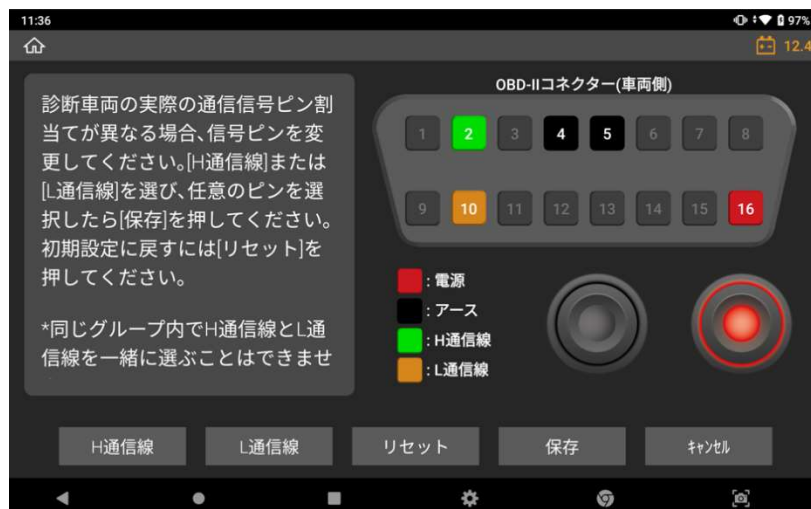 11:36
97%
12.4
診断車両の実際の通信信号ピン割
当てが異なる場合、信号ピンを変
更してください。[H通信線]または
[L通信線]を選び、任意のピンを選
択したら[保存]を押してください。
初期設定に戻すには[リセット]を
押してください。
*同じグループ内でH通信線とL通
信線を一緒に選ぶことはできませ
OBD-IIコネクター(車両側)
1 2 3 4 5 6 7 8
9 10 11 12 13 14 15 16
: 電源
: アース
: H通信線
: L通信線
H通信線 L通信線 リセット 保存 ｷｬﾝｾﾙ